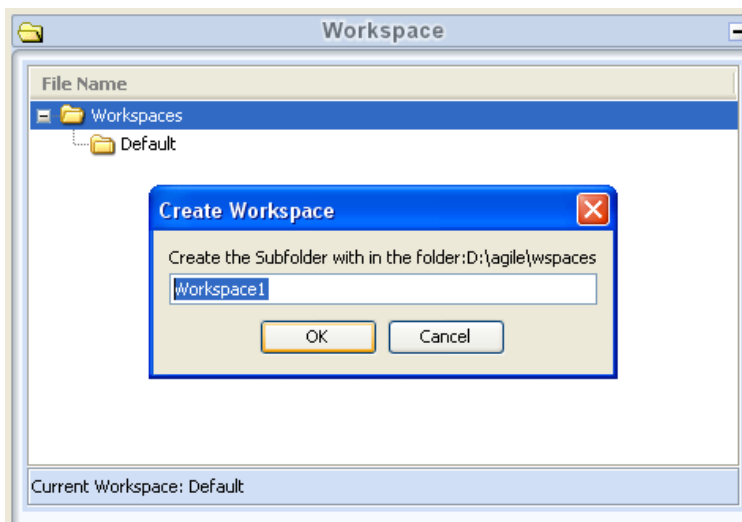 Workspace
File Name
Workspaces
Default
Create Workspace
Create the Subfolder with in the folder:D:\agile\wspaces
Workspace1
OK Cancel
Current Workspace: Default